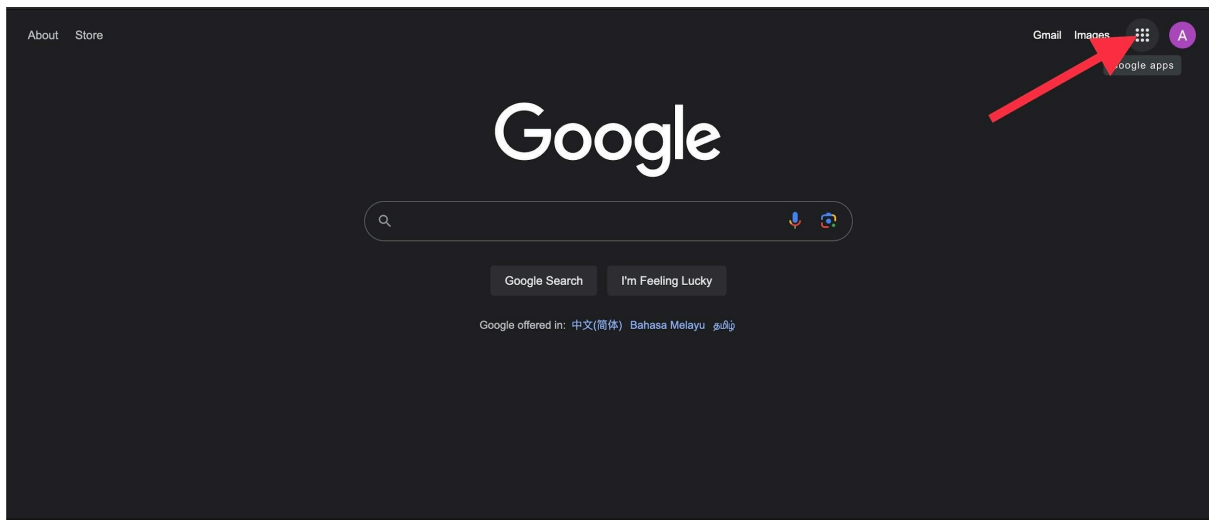 About Store Gmail Images A
Google apps
Google
Google Search I'm Feeling Lucky
Google offered in: 中文(简体) Bahasa Melayu தமிழ்